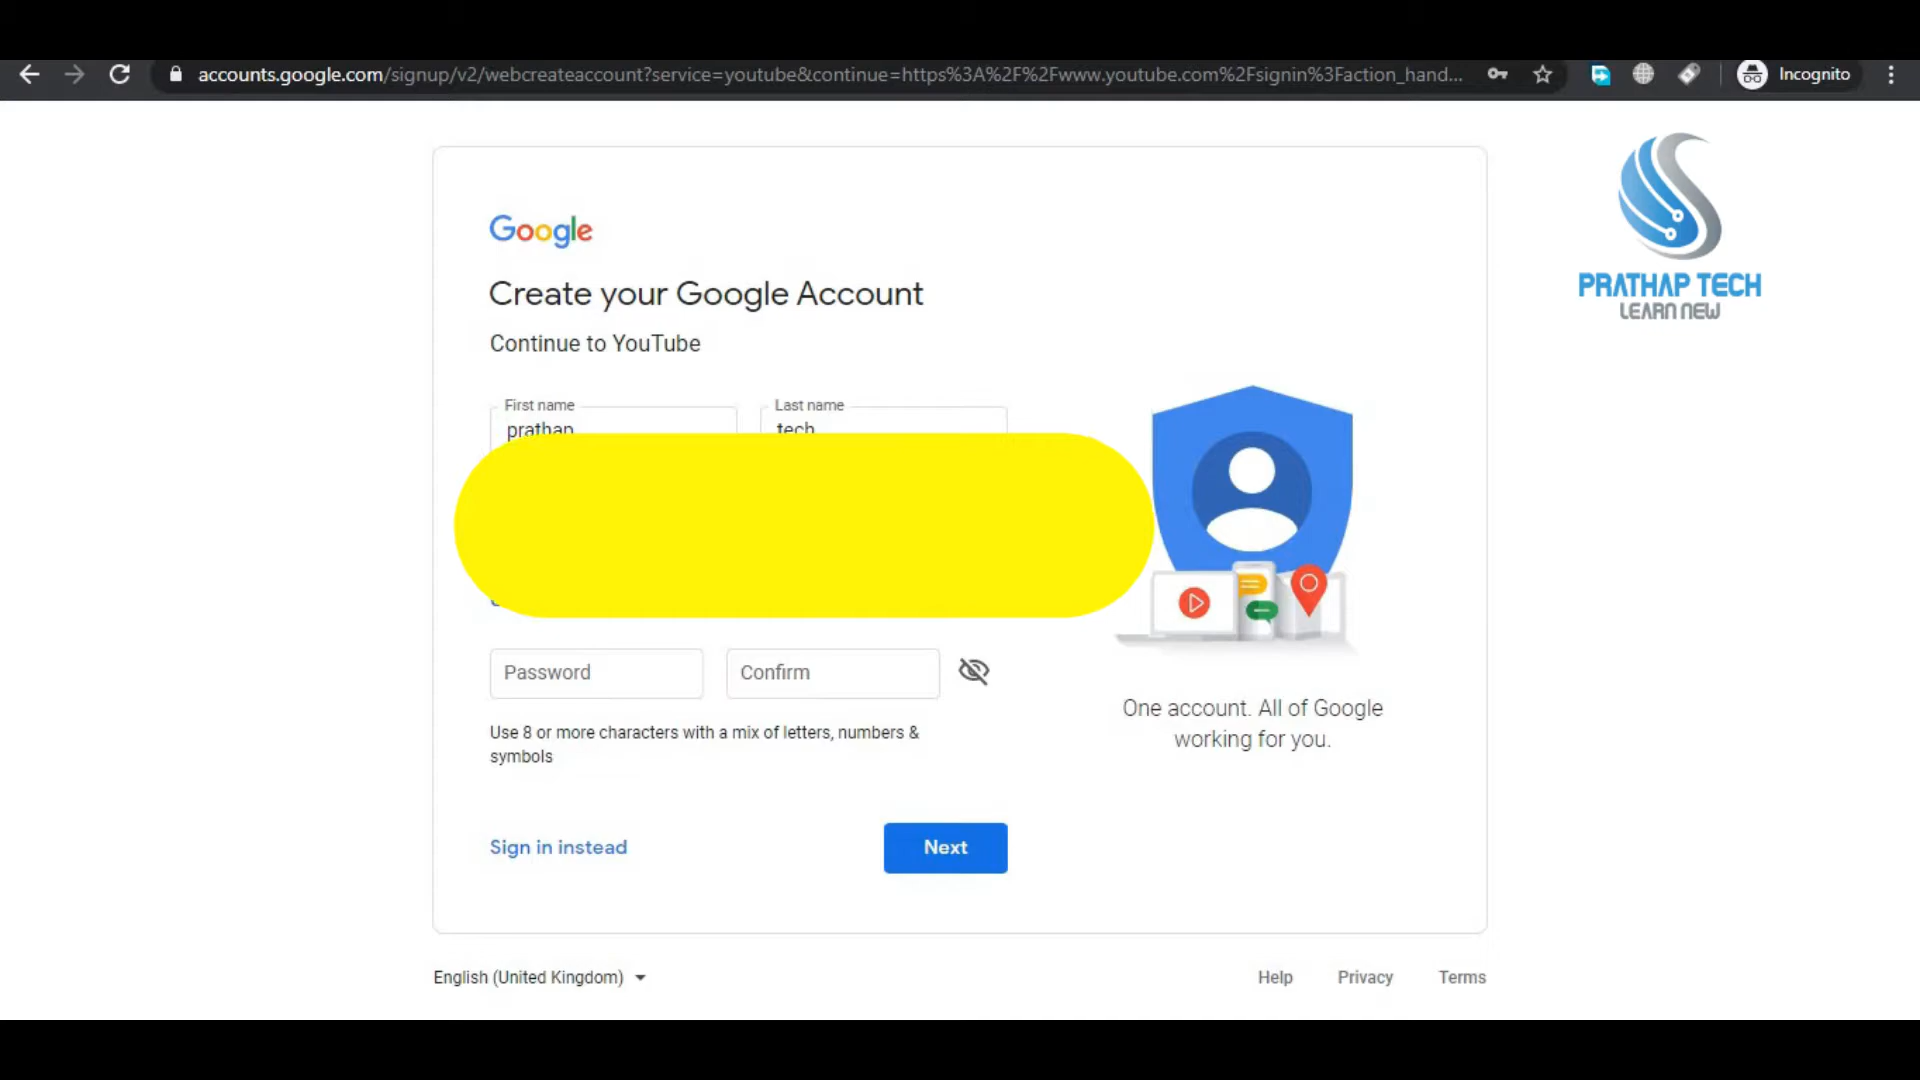 accounts.google.com/signup/v2/webcreateaccount?service=youtube&continue=https%3A%2F%2Fwww.youtube.com%2Fsignin%3Faction_hand...
Incognito
PRATHAP TECH
LEARN NEW
Google
Create your Google Account
Continue to YouTube
First name
Last name
prathap
tech
Password
Confirm
Use 8 or more characters with a mix of letters, numbers &
symbols
One account. All of Google
working for you.
Sign in instead
Next
English (United Kingdom)
Help
Privacy
Terms